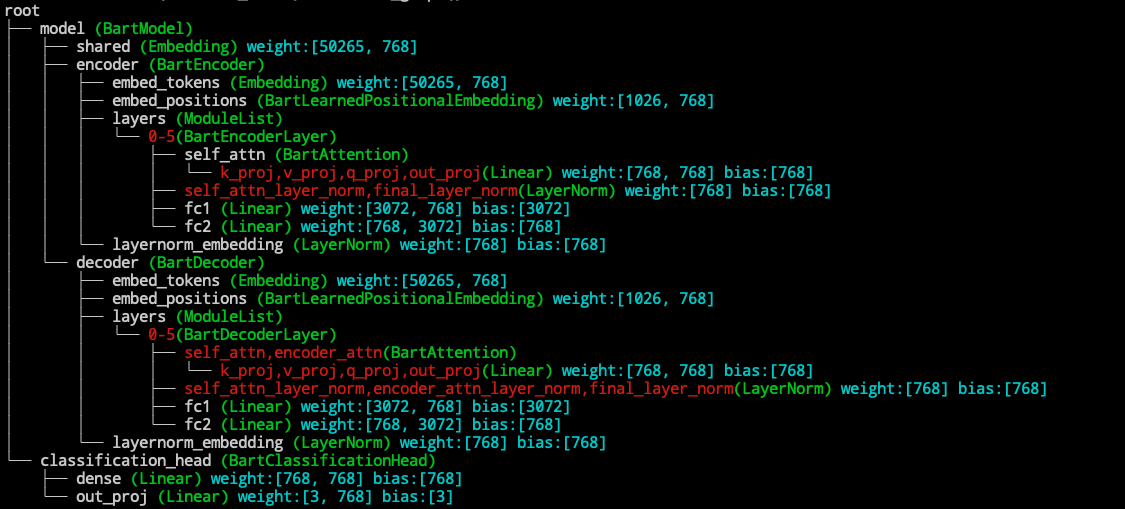 root
├── model (BartModel)
│   ├── shared (Embedding) weight:[50265, 768]
│   ├── encoder (BartEncoder)
│   │   ├── embed_tokens (Embedding) weight:[50265, 768]
│   │   ├── embed_positions (BartLearnedPositionalEmbedding) weight:[1026, 768]
│   │   ├── layers (ModuleList)
│   │   │   └── 0-5(BartEncoderLayer)
│   │   │       ├── self_attn (BartAttention)
│   │   │       │   └── k_proj,v_proj,q_proj,out_proj(Linear) weight:[768, 768] bias:[768]
│   │   │       ├── self_attn_layer_norm,final_layer_norm(LayerNorm) weight:[768] bias:[768]
│   │   │       ├── fc1 (Linear) weight:[3072, 768] bias:[3072]
│   │   │       └── fc2 (Linear) weight:[768, 3072] bias:[768]
│   │   └── layernorm_embedding (LayerNorm) weight:[768] bias:[768]
│   └── decoder (BartDecoder)
│       ├── embed_tokens (Embedding) weight:[50265, 768]
│       ├── embed_positions (BartLearnedPositionalEmbedding) weight:[1026, 768]
│       ├── layers (ModuleList)
│       │   └── 0-5(BartDecoderLayer)
│       │       ├── self_attn,encoder_attn(BartAttention)
│       │       │   └── k_proj,v_proj,q_proj,out_proj(Linear) weight:[768, 768] bias:[768]
│       │       ├── self_attn_layer_norm,encoder_attn_layer_norm,final_layer_norm(LayerNorm) weight:[768] bias:[768]
│       │       ├── fc1 (Linear) weight:[3072, 768] bias:[3072]
│       │       └── fc2 (Linear) weight:[768, 3072] bias:[768]
│       └── layernorm_embedding (LayerNorm) weight:[768] bias:[768]
└── classification_head (BartClassificationHead)
    ├── dense (Linear) weight:[768, 768] bias:[768]
    └── out_proj (Linear) weight:[3, 768] bias:[3]